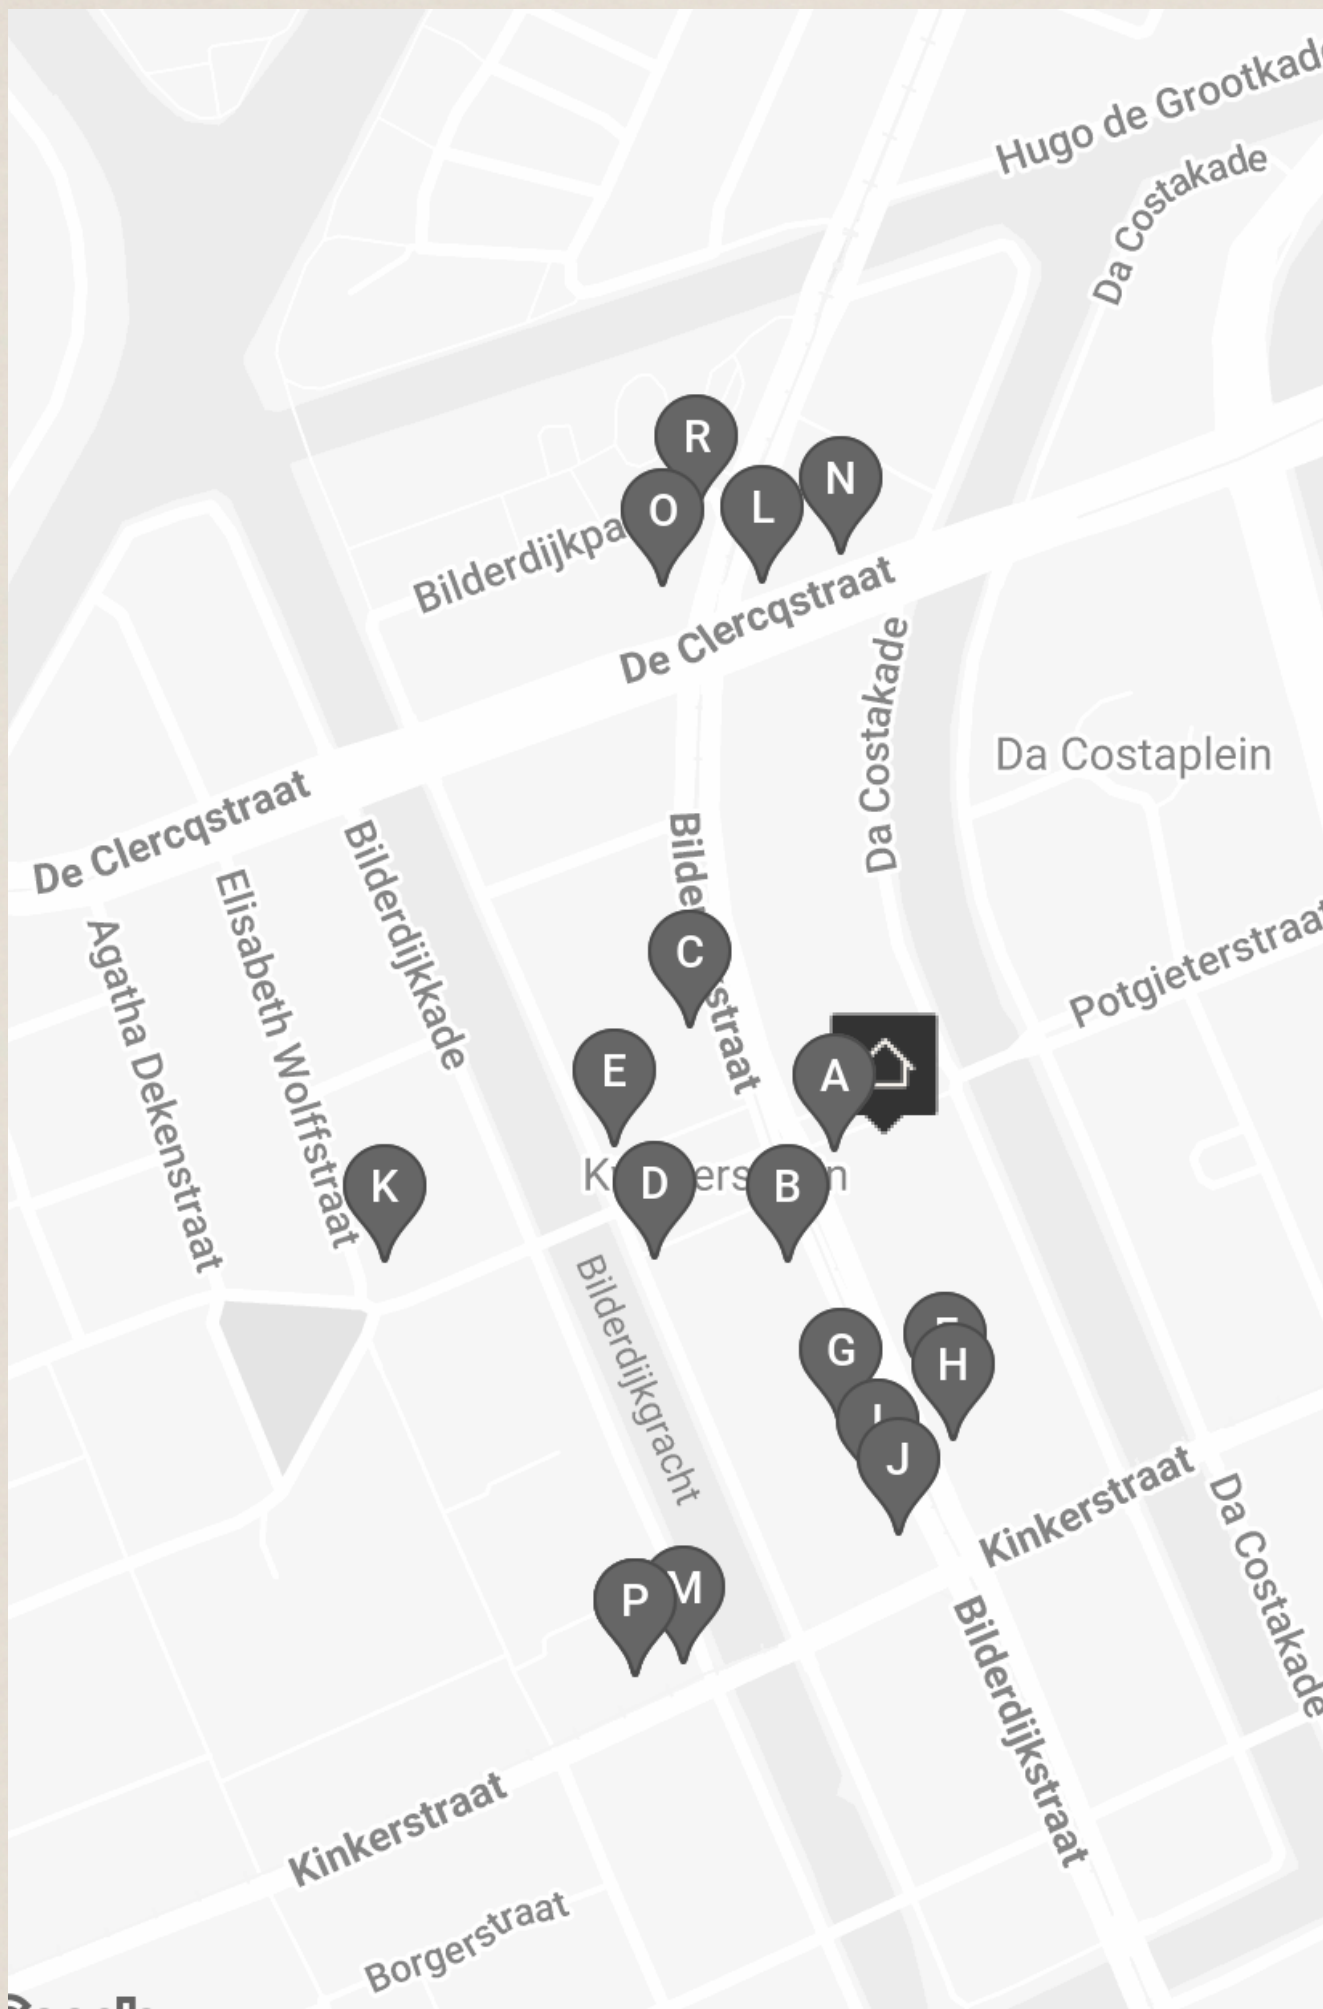 Hugo de Grootkade
Da Costakade
R
N
L
O
Bilderdijkpa
De Clercqstraat
Da Costakade
Da Costaplein
De Clercqstraat
Bilderdijkkade
Elisabeth Wolffstraat
Agatha Dekenstraat
Potgieterstraat
C
E
A
K
D
B
Bilderdijkgracht
G
H
J
Kinkerstraat
Da Costakade
P
M
Bilderdijkstraat
Kinkerstraat
Borgerstraat